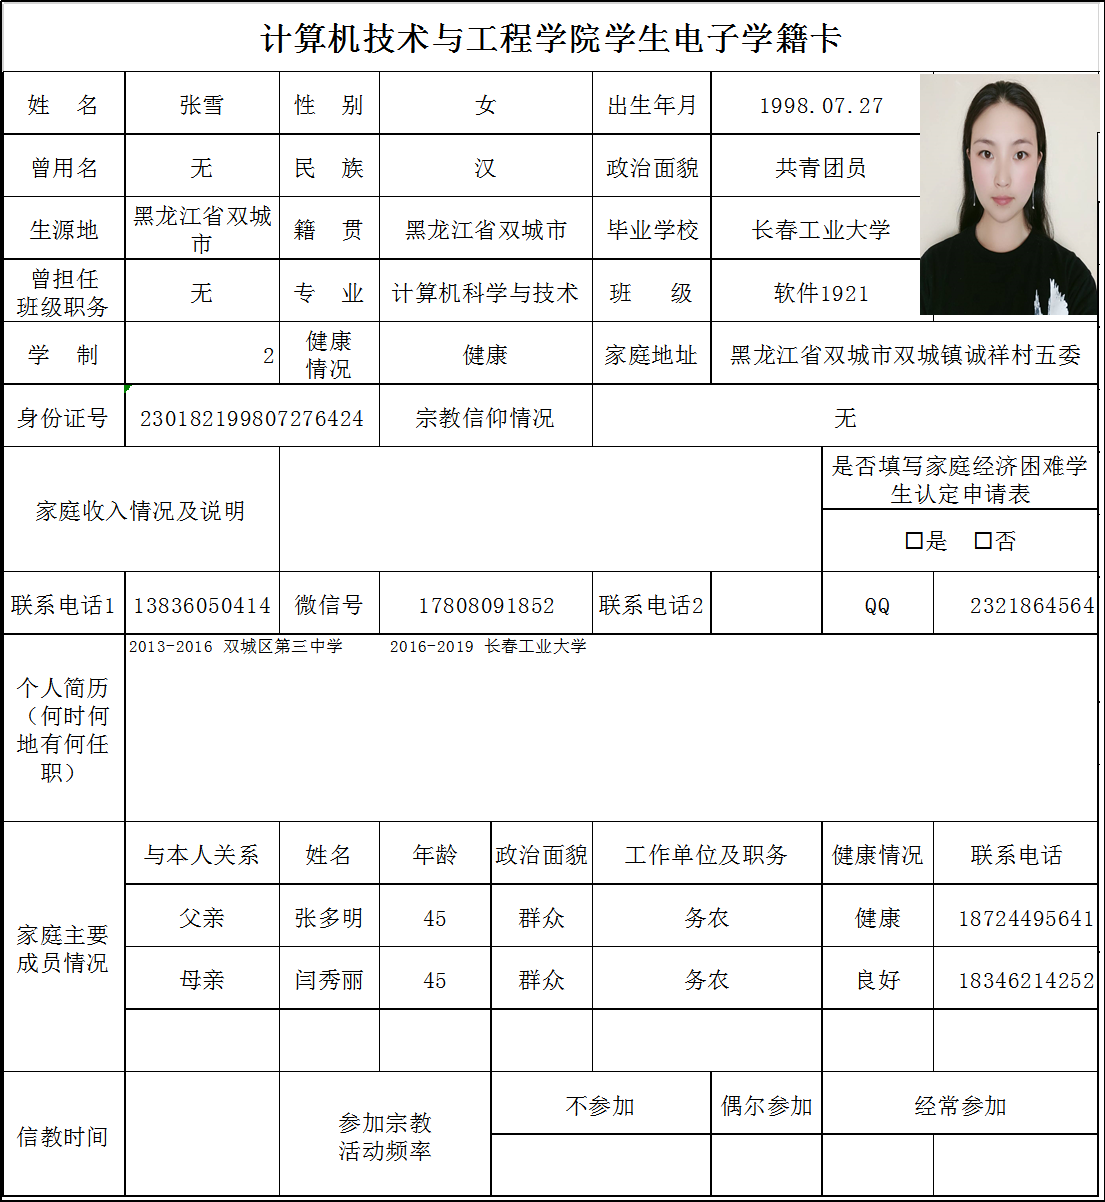 计算机技术与工程学院学生电子学籍卡
姓 名 张雪 性 别 女 出生年月 1998.07.27
曾用名 无 民 族 汉 政治面貌 共青团员
生源地 黑龙江省双城市 籍 贯 黑龙江省双城市 毕业学校 长春工业大学
曾担任
班级职务 无 专 业 计算机科学与技术 班 级 软件1921
学 制 2 健康
情况 健康 家庭地址 黑龙江省双城市双城镇诚祥村五委
身份证号 230182199807276424 宗教信仰情况 无
家庭收入情况及说明
是否填写家庭经济困难学
生认定申请表
□是 □否
联系电话1 13836050414 微信号 17808091852 联系电话2 QQ 2321864564
个人简历
（何时何
地有何任
职）
2013-2016 双城区第三中学 2016-2019 长春工业大学
家庭主要
成员情况
与本人关系 姓名 年龄 政治面貌 工作单位及职务 健康情况 联系电话
父亲 张多明 45 群众 务农 健康 18724495641
母亲 闫秀丽 45 群众 务农 良好 18346214252
信教时间
参加宗教
活动频率
不参加 偶尔参加 经常参加